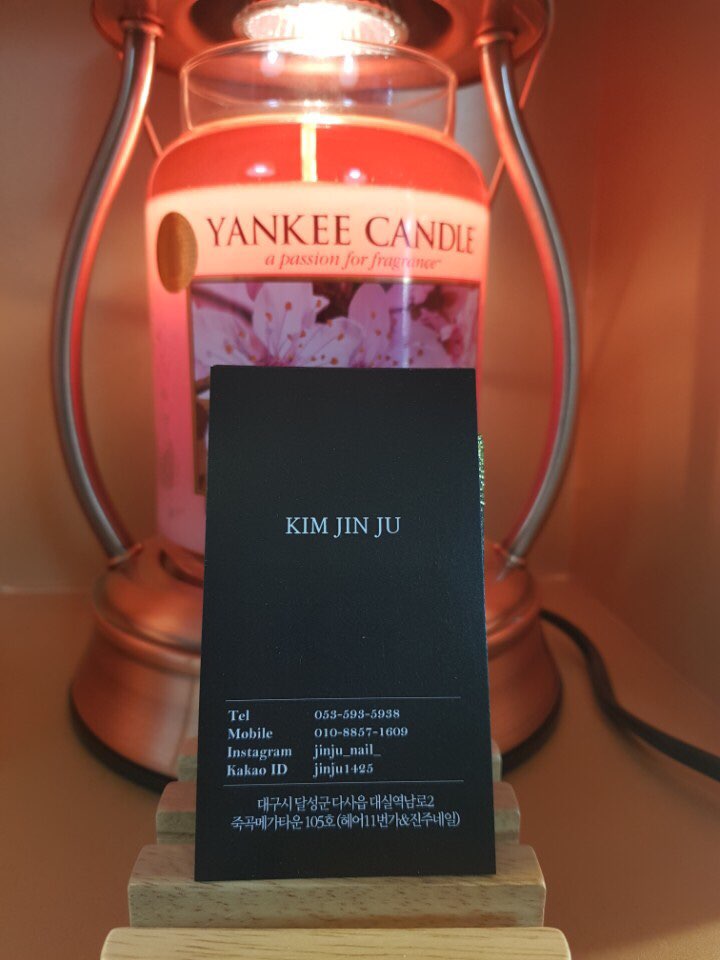 YANKEE CANDLE
a passion for fragrance™
KIM JIN JU
Tel 053-593-5938
Mobile 010-8857-1609
Instagram jinju_nail_
Kakao ID jinju1425
대구시 달성군 다사읍 대실역남로2
죽곡메가타운 105호 (헤어11번가&진주네일)